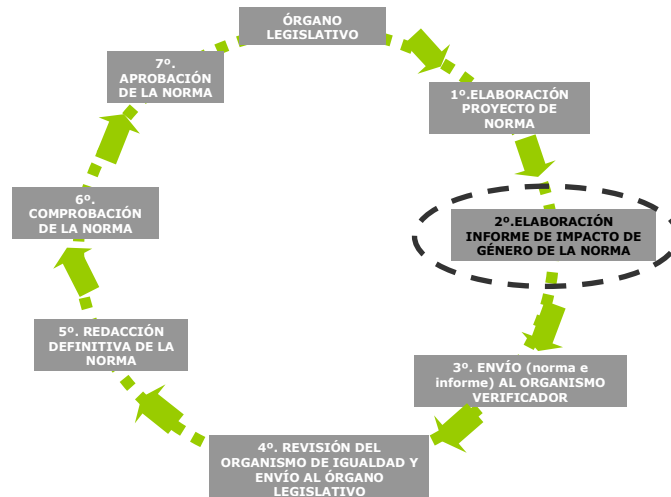 ÓRGANO
LEGISLATIVO
1º.ELABORACIÓN
PROYECTO DE
NORMA
2º.ELABORACIÓN
INFORME DE IMPACTO DE
GÉNERO DE LA NORMA
3º. ENVÍO (norma e
informe) AL ORGANISMO
VERIFICADOR
4º. REVISIÓN DEL
ORGANISMO DE IGUALDAD Y
ENVÍO AL ÓRGANO
LEGISLATIVO
5º. REDACCIÓN
DEFINITIVA DE LA
NORMA
6º.
COMPROBACIÓN
DE LA NORMA
7º.
APROBACIÓN
DE LA NORMA